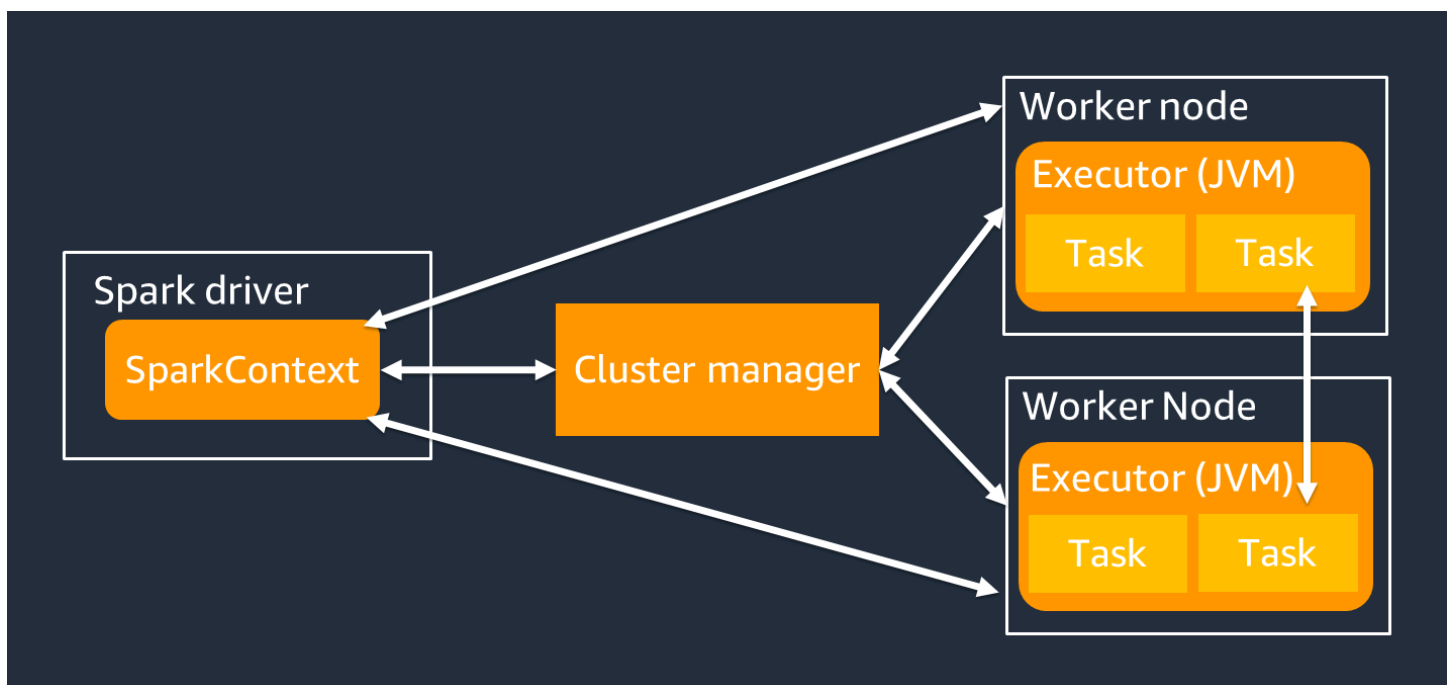 Spark driver
SparkContext
Cluster manager
Worker node
Executor (JVM)
Task
Task
Worker Node
Executor (JVM)
Task
Task